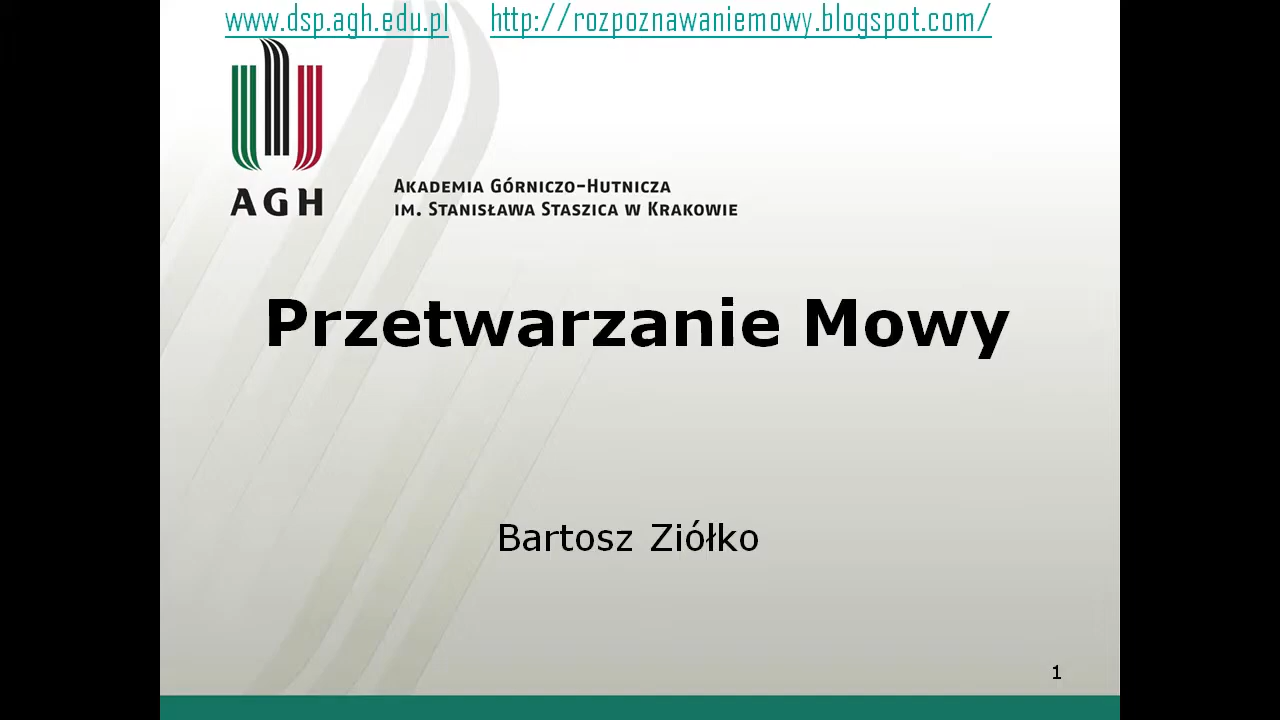 www.dsp.agh.edu.pl http://rozpoznawaniemowy.blogspot.com/
AGH
AKADEMIA GÓRNICZO-HUTNICZA
IM. STANISŁAWA STASZICA W KRAKOWIE
Przetwarzanie Mowy
Bartosz Ziółko
1